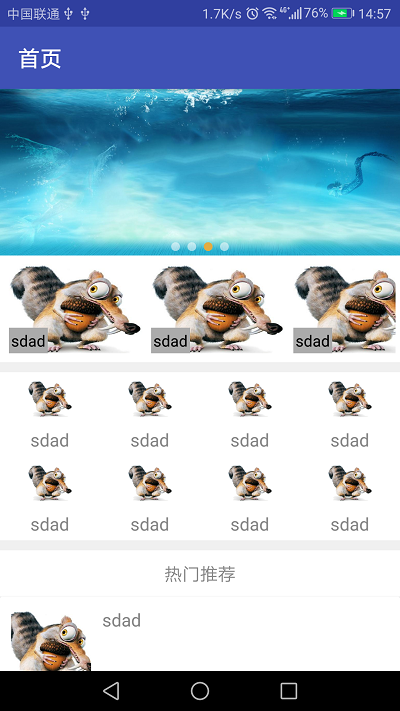 中国联通 1.7K/s 4G+ 76% 14:57
首页
sdad sdad sdad
sdad sdad sdad sdad
sdad sdad sdad sdad
热门推荐
sdad